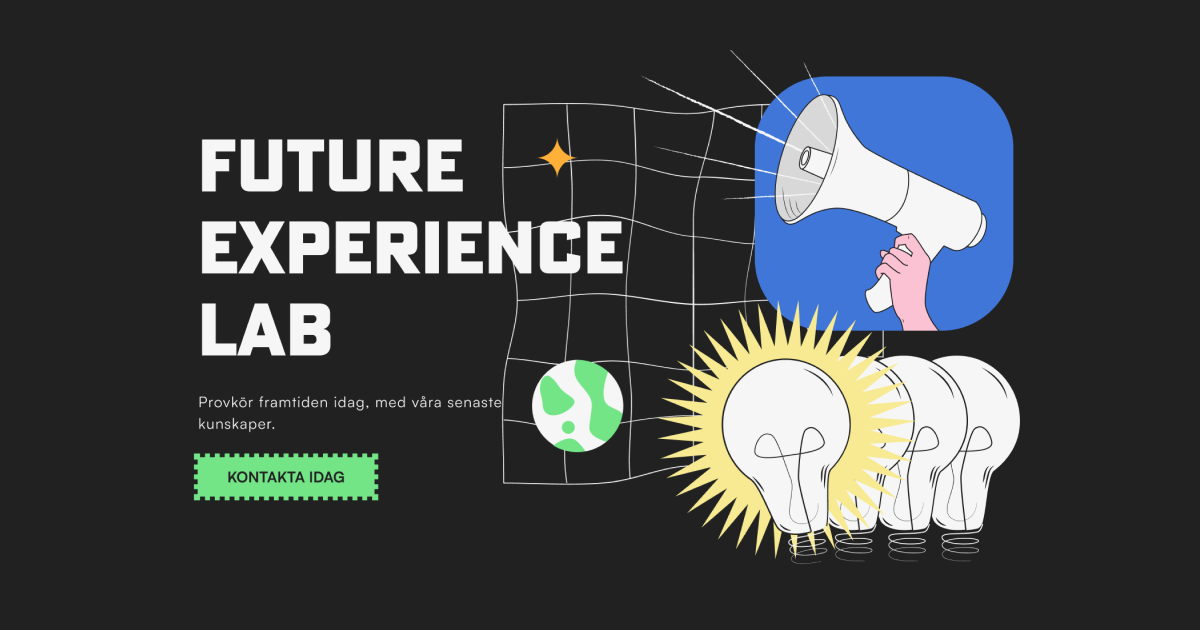 FUTURE
EXPERIENCE
LAB
Provkör framtiden idag, med våra senaste
kunskaper.
KONTAKTA IDAG